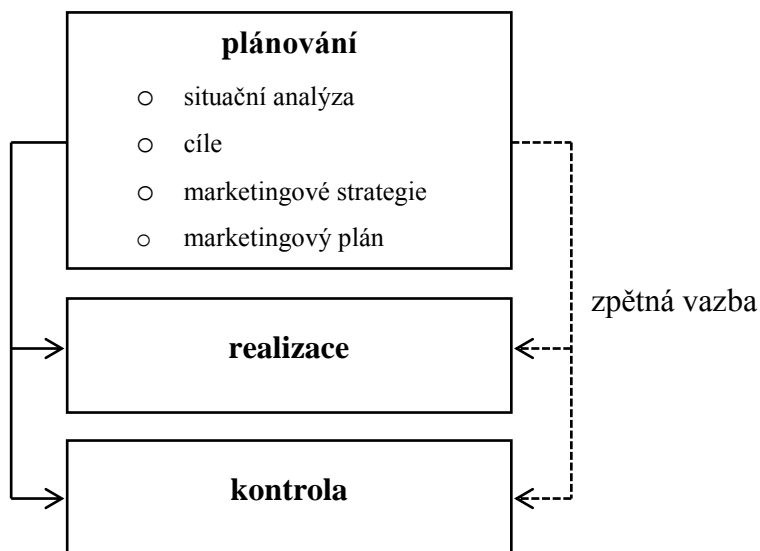 plánování
o situační analýza
o cíle
o marketingové strategie
o marketingový plán
zpětná vazba
realizace
kontrola